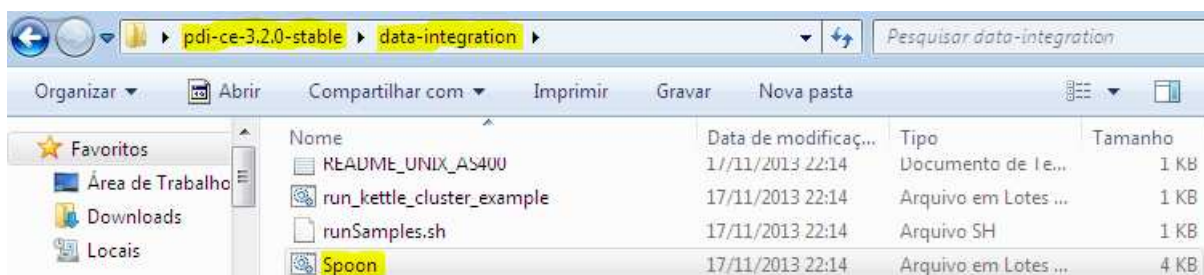 pdi-ce-3.2.0-stable data-integration Pesquisar data-integration
Organizar Abrir Compartilhar com Imprimir Gravar Nova pasta
Favoritos
Área de Trabalho
Downloads
Locais
Nome Data de modificaç... Tipo Tamanho
README_UNIX_AS400 17/11/2013 22:14 Documento de Te... 1 KB
run_kettle_cluster_example 17/11/2013 22:14 Arquivo em Lotes ... 1 KB
runSamples.sh 17/11/2013 22:14 Arquivo SH 1 KB
Spoon 17/11/2013 22:14 Arquivo em Lotes ... 4 KB